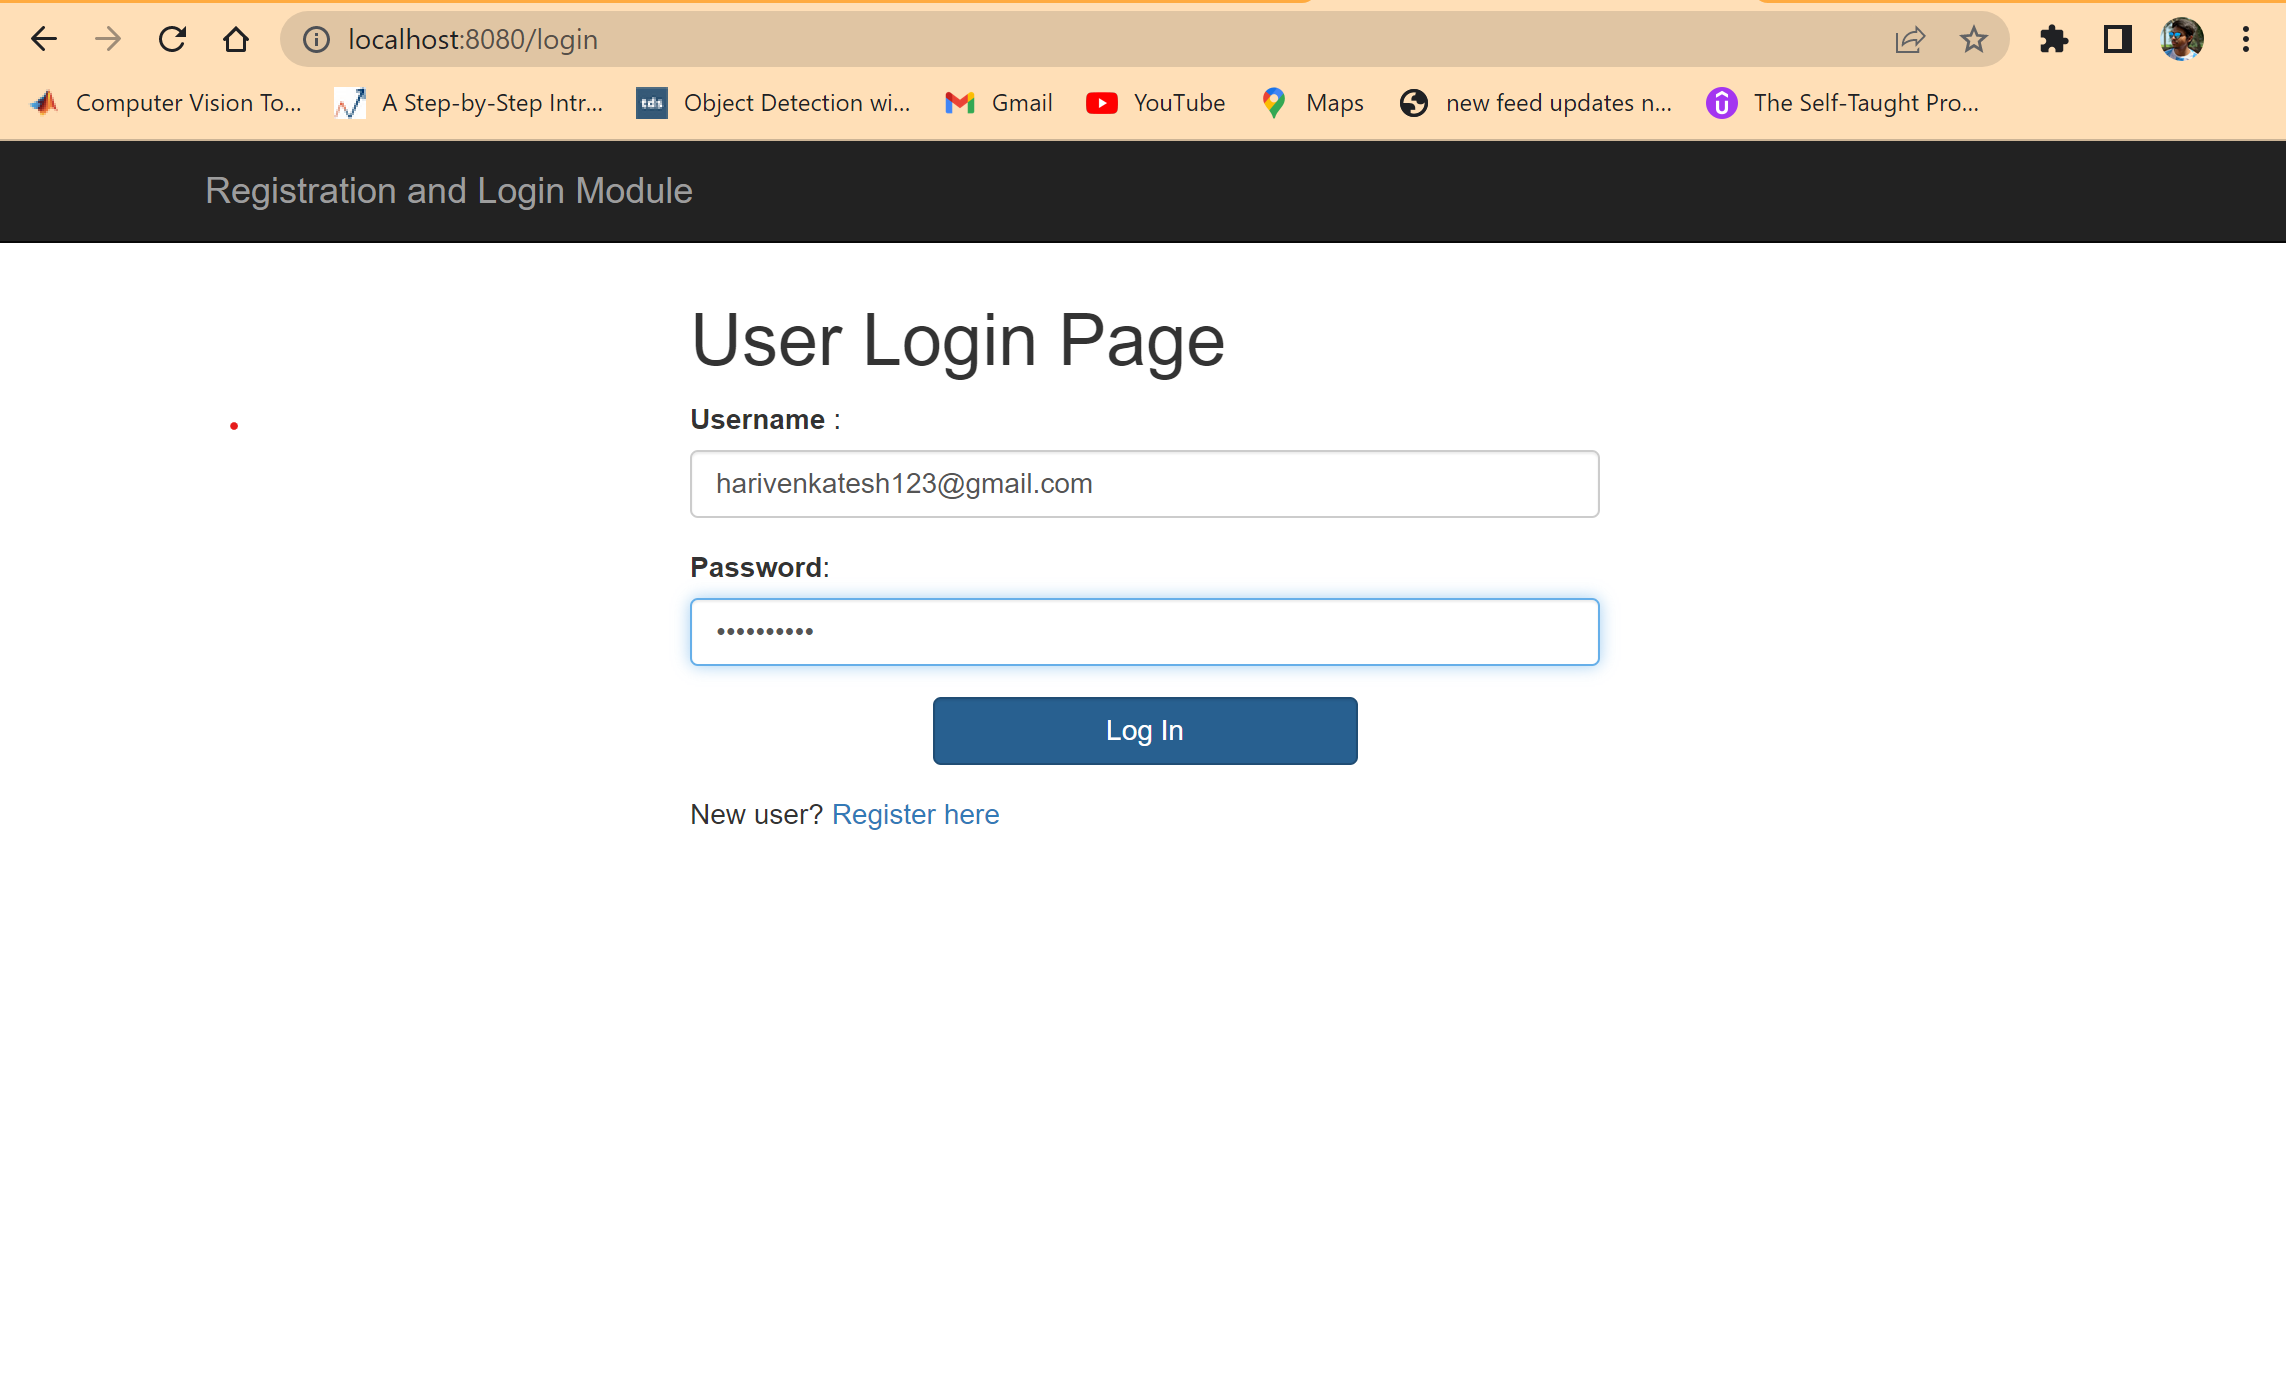 localhost:8080/login
Computer Vision To... A Step-by-Step Intr... tds Object Detection wi... Gmail YouTube Maps new feed updates n... The Self-Taught Pro...
Registration and Login Module
User Login Page
Username :
harivenkatesh123@gmail.com
Password:
••••••••••
Log In
New user? Register here